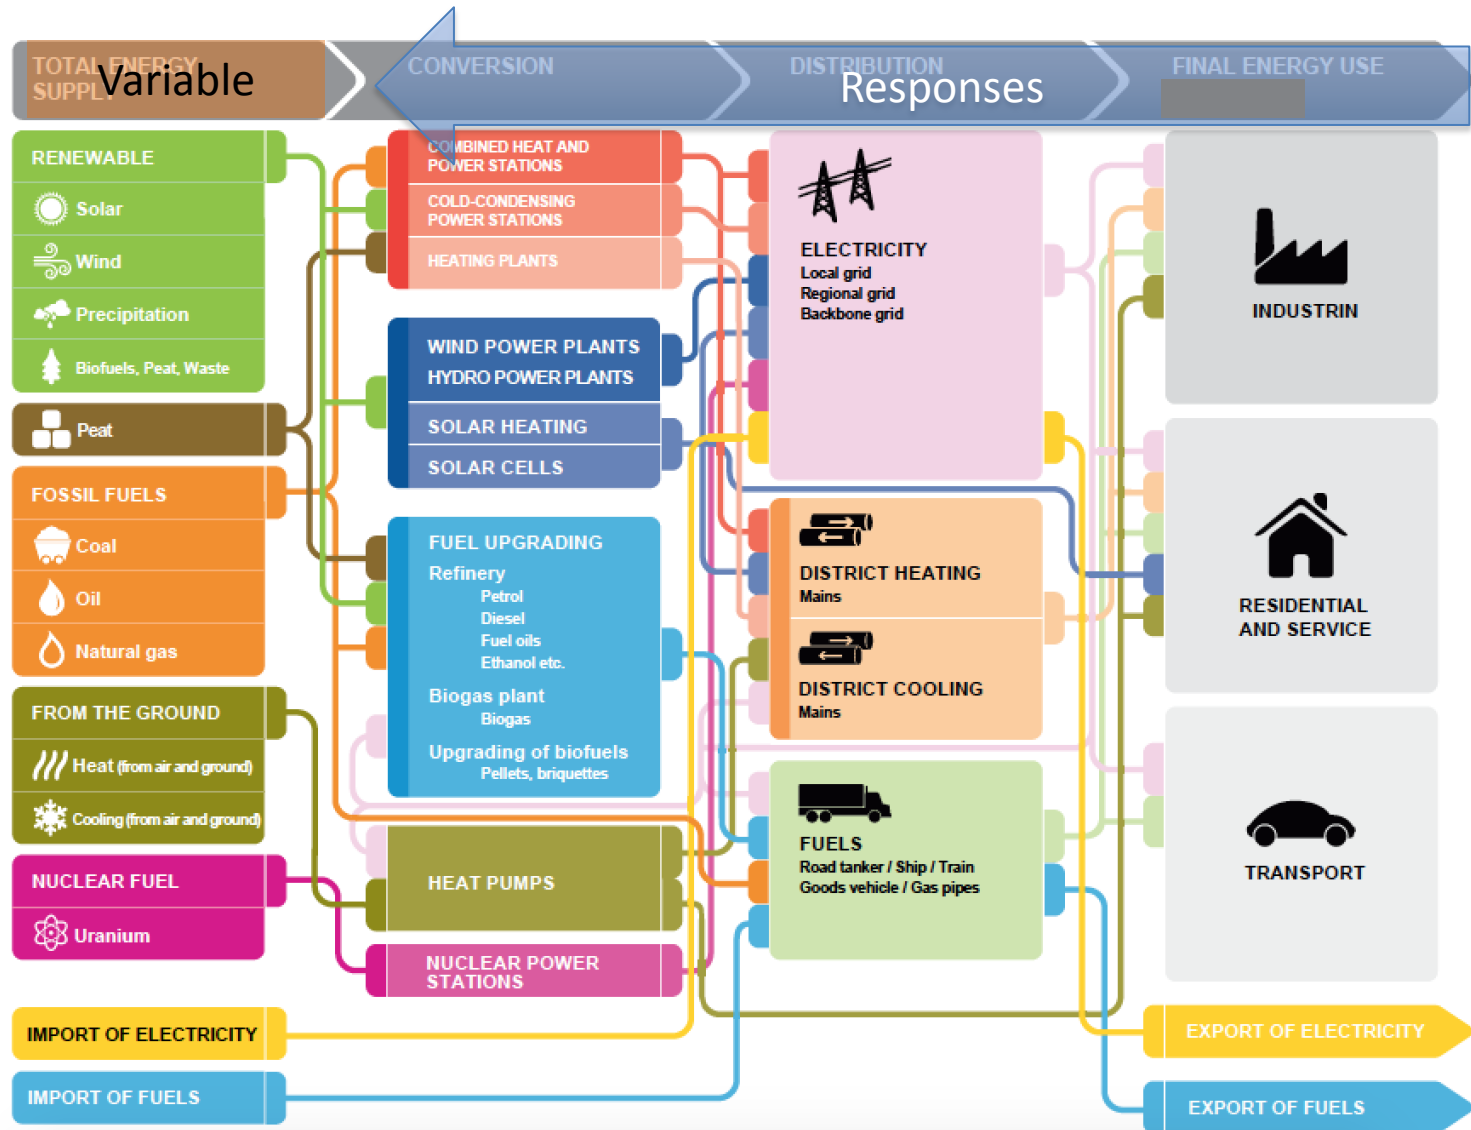 TOTAL ENERGY
SUPPLY
Variable
CONVERSION
DISTRIBUTION
Responses
FINAL ENERGY USE
RENEWABLE
Solar
Wind
Precipitation
Biofuels, Peat, Waste
Peat
FOSSIL FUELS
Coal
Oil
Natural gas
FROM THE GROUND
Heat (from air and ground)
Cooling (from air and ground)
NUCLEAR FUEL
Uranium
IMPORT OF ELECTRICITY
IMPORT OF FUELS
COMBINED HEAT AND
POWER STATIONS
COLD-CONDENSING
POWER STATIONS
HEATING PLANTS
WIND POWER PLANTS
HYDRO POWER PLANTS
SOLAR HEATING
SOLAR CELLS
FUEL UPGRADING
Refinery
Petrol
Diesel
Fuel oils
Ethanol etc.
Biogas plant
Biogas
Upgrading of biofuels
Pellets, briquettes
HEAT PUMPS
NUCLEAR POWER
STATIONS
ELECTRICITY
Local grid
Regional grid
Backbone grid
DISTRICT HEATING
Mains
DISTRICT COOLING
Mains
FUELS
Road tanker / Ship / Train
Goods vehicle / Gas pipes
INDUSTRIN
RESIDENTIAL
AND SERVICE
TRANSPORT
EXPORT OF ELECTRICITY
EXPORT OF FUELS